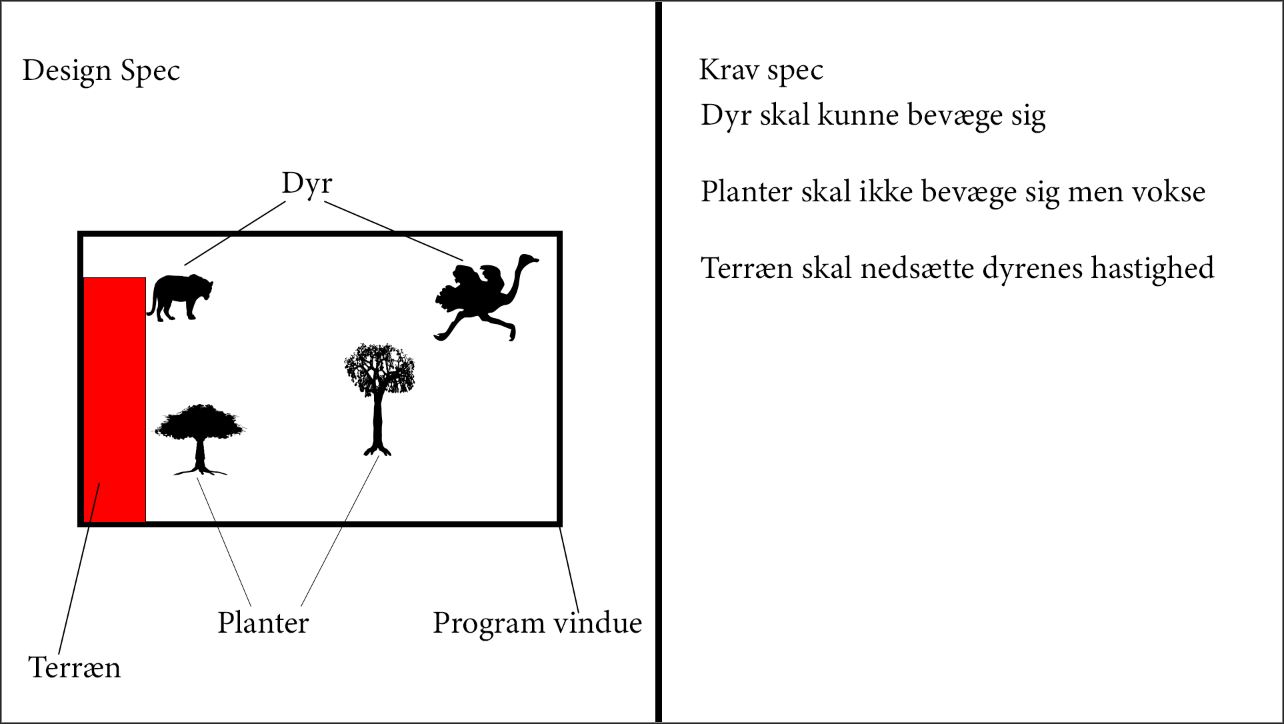 Design Spec
Dyr
Planter
Program vindue
Terræn
Krav spec
Dyr skal kunne bevæge sig
Planter skal ikke bevæge sig men vokse
Terræn skal nedsætte dyrenes hastighed